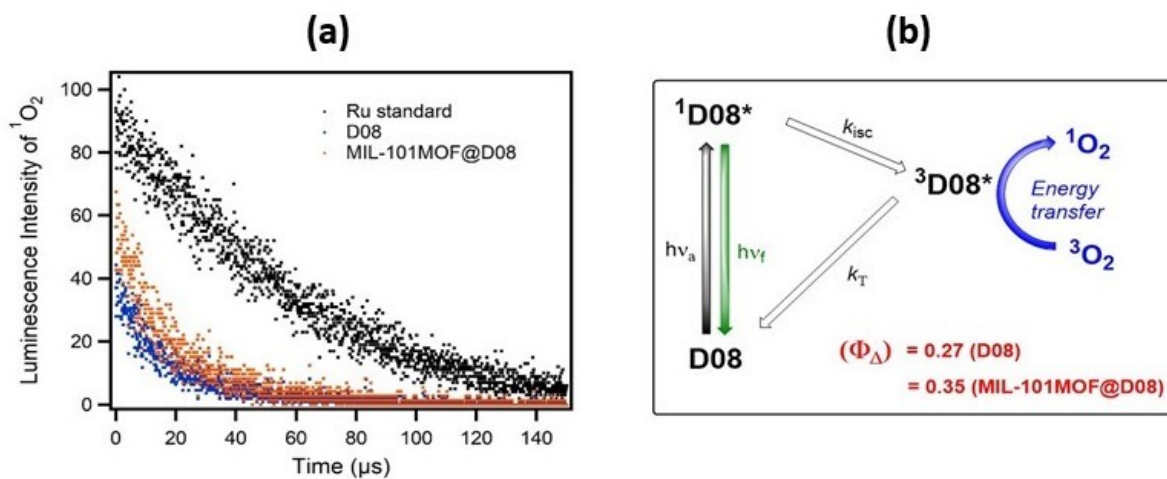 (a)
Luminescence Intensity of ¹O₂
100
80
60
40
20
0
Ru standard
D08
MIL-101MOF@D08
0 20 40 60 80 100 120 140
Time (µs)
(b)
¹D08*
k_isc
³D08*
¹O₂
Energy
transfer
³O₂
hν_a
hν_f
k_T
D08
(Φ_Δ) = 0.27 (D08)
= 0.35 (MIL-101MOF@D08)